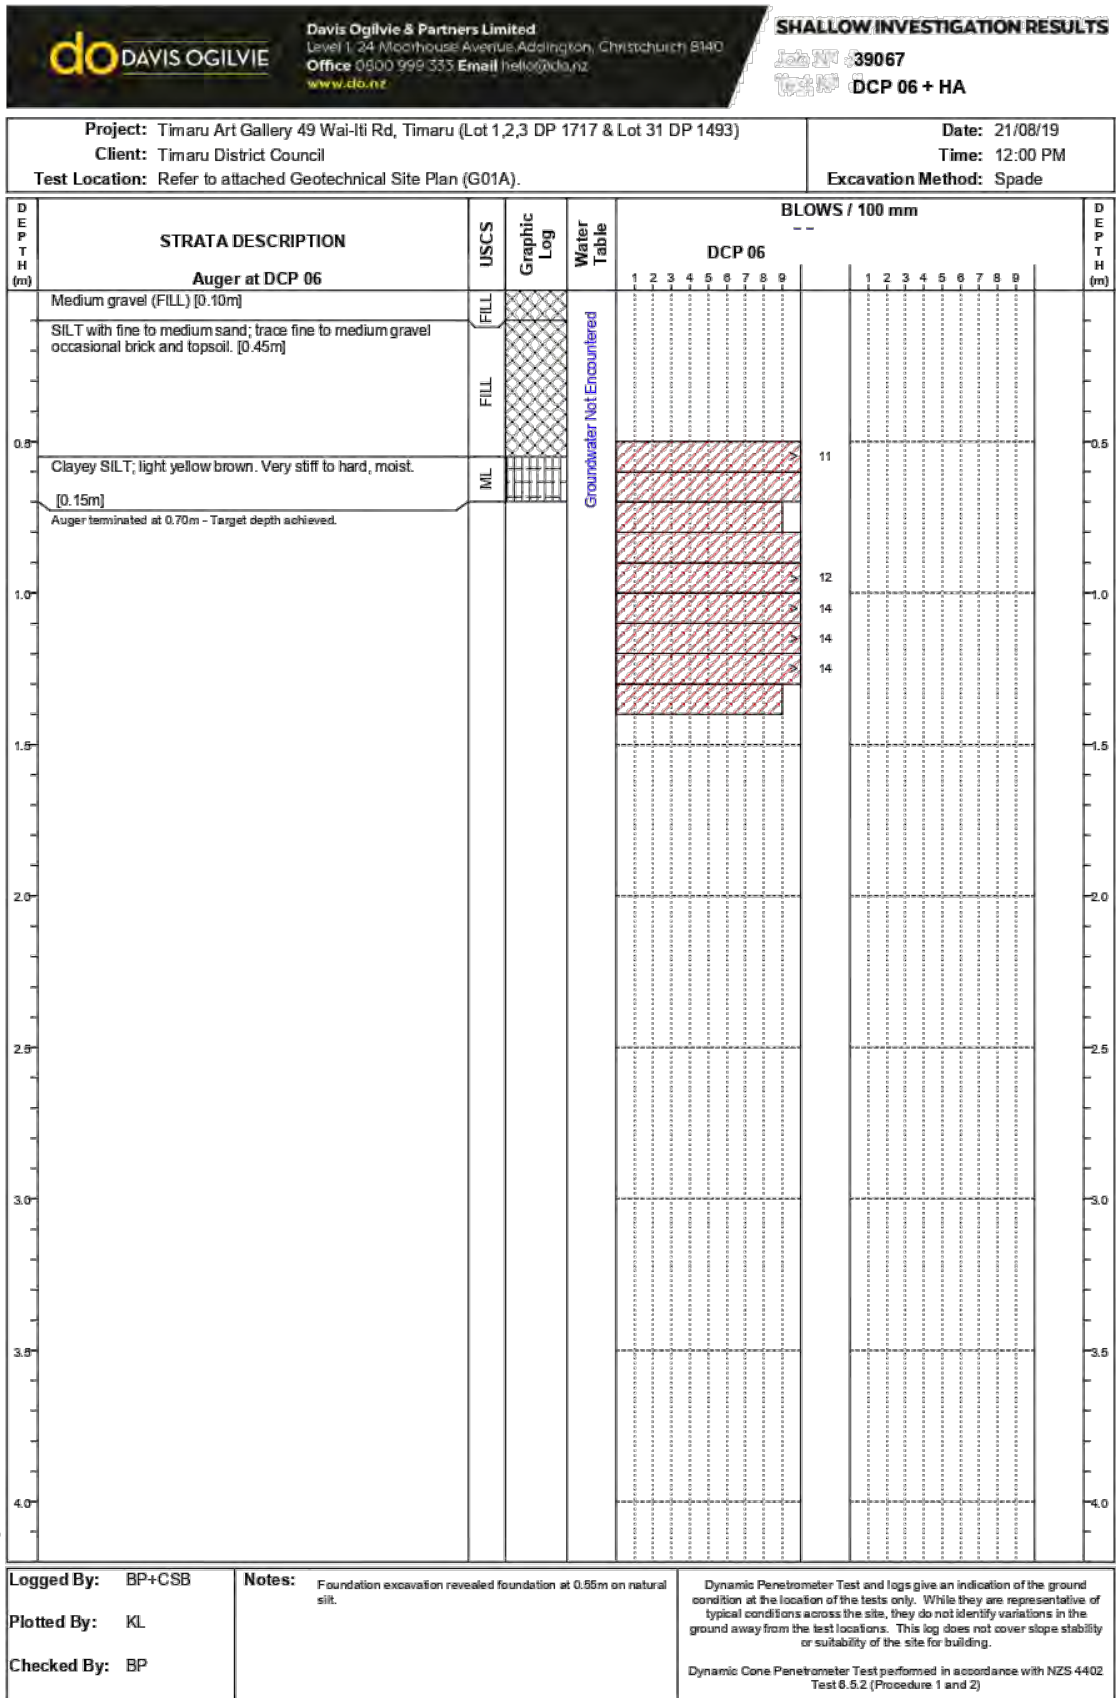 do DAVIS OGILVIE
Davis Ogilvie & Partners Limited
Level 1, 24 Moorhouse Avenue, Addington, Christchurch 8140
Office 0800 999 333 Email hello@do.nz
www.do.nz
SHALLOW INVESTIGATION RESULTS
39067
DCP 06 + HA
Project: Timaru Art Gallery 49 Wai-Iti Rd, Timaru (Lot 1,2,3 DP 1717 & Lot 31 DP 1493)
Client: Timaru District Council
Test Location: Refer to attached Geotechnical Site Plan (G01A).
Date: 21/08/19
Time: 12:00 PM
Excavation Method: Spade
DEPTH (m)
STRATA DESCRIPTION
Auger at DCP 06
USCS
Graphic Log
Water Table
BLOWS / 100 mm
--
DCP 06
1 2 3 4 5 6 7 8 9
1 2 3 4 5 6 7 8 9
DEPTH (m)
Medium gravel (FILL) [0.10m]
FILL
SILT with fine to medium sand; trace fine to medium gravel
occasional brick and topsoil. [0.45m]
FILL
Clayey SILT; light yellow brown. Very stiff to hard, moist.
[0.15m]
ML
Auger terminated at 0.70m - Target depth achieved.
Groundwater Not Encountered
> 11
> 12
> 14
> 14
> 14
0.5
1.0
1.5
2.0
2.5
3.0
3.5
4.0
0.5
1.0
1.5
2.0
2.5
3.0
3.5
4.0
Logged By: BP+CSB
Plotted By: KL
Checked By: BP
Notes: Foundation excavation revealed foundation at 0.55m on natural
silt.
Dynamic Penetrometer Test and logs give an indication of the ground
condition at the location of the tests only. While they are representative of
typical conditions across the site, they do not identify variations in the
ground away from the test locations. This log does not cover slope stability
or suitability of the site for building.
Dynamic Cone Penetrometer Test performed in accordance with NZS 4402
Test 6.5.2 (Procedure 1 and 2)